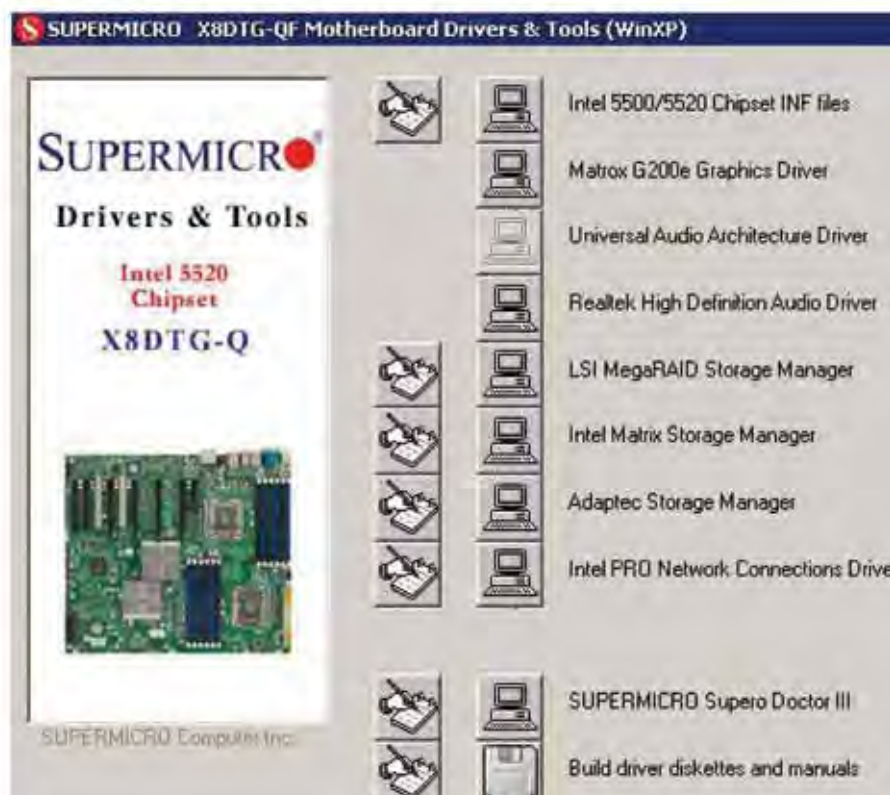 SUPERMICRO X8DTG-QF Motherboard Drivers & Tools (WinXP)
SUPERMICRO
Drivers & Tools
Intel 5520
Chipset
X8DTG-Q
SUPERMICRO Computer Inc.
Intel 5500/5520 Chipset INF files
Matrox G200e Graphics Driver
Universal Audio Architecture Driver
Realtek High Definition Audio Driver
LSI MegaRAID Storage Manager
Intel Matrix Storage Manager
Adaptec Storage Manager
Intel PRO Network Connections Drive
SUPERMICRO Supero Doctor III
Build driver diskettes and manuals